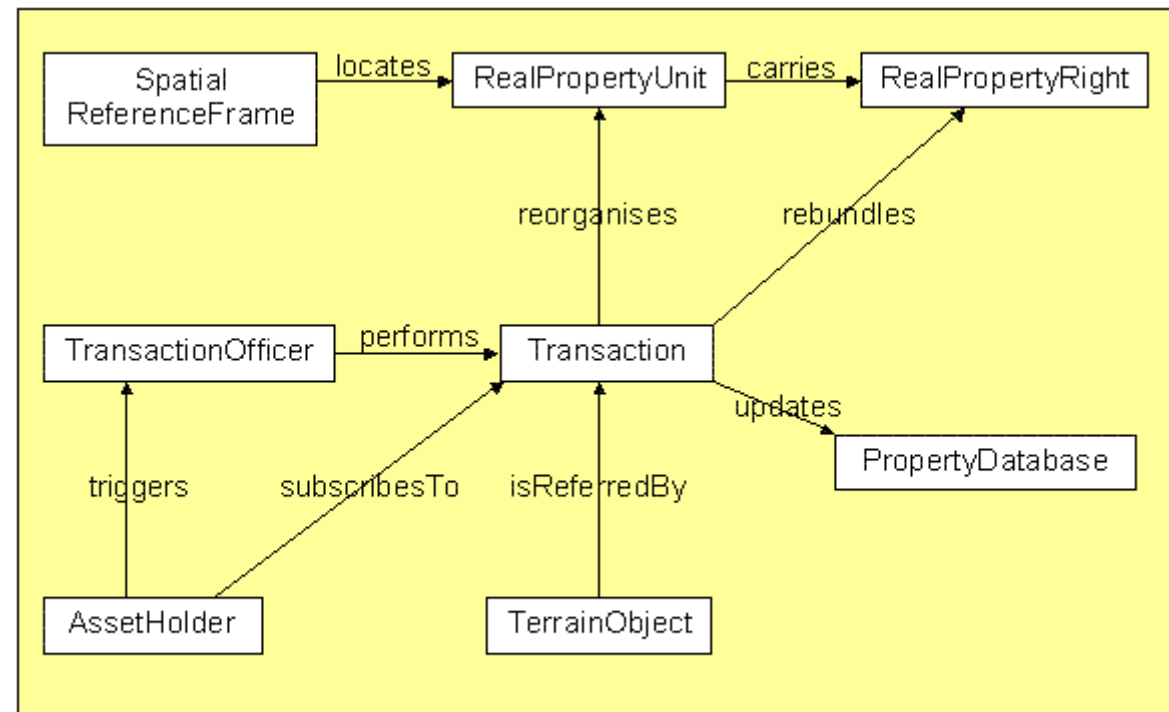 Spatial
ReferenceFrame
locates
RealPropertyUnit
carries
RealPropertyRight
reorganises
rebundles
TransactionOfficer
performs
Transaction
updates
PropertyDatabase
triggers
subscribesTo
isReferredBy
AssetHolder
TerrainObject